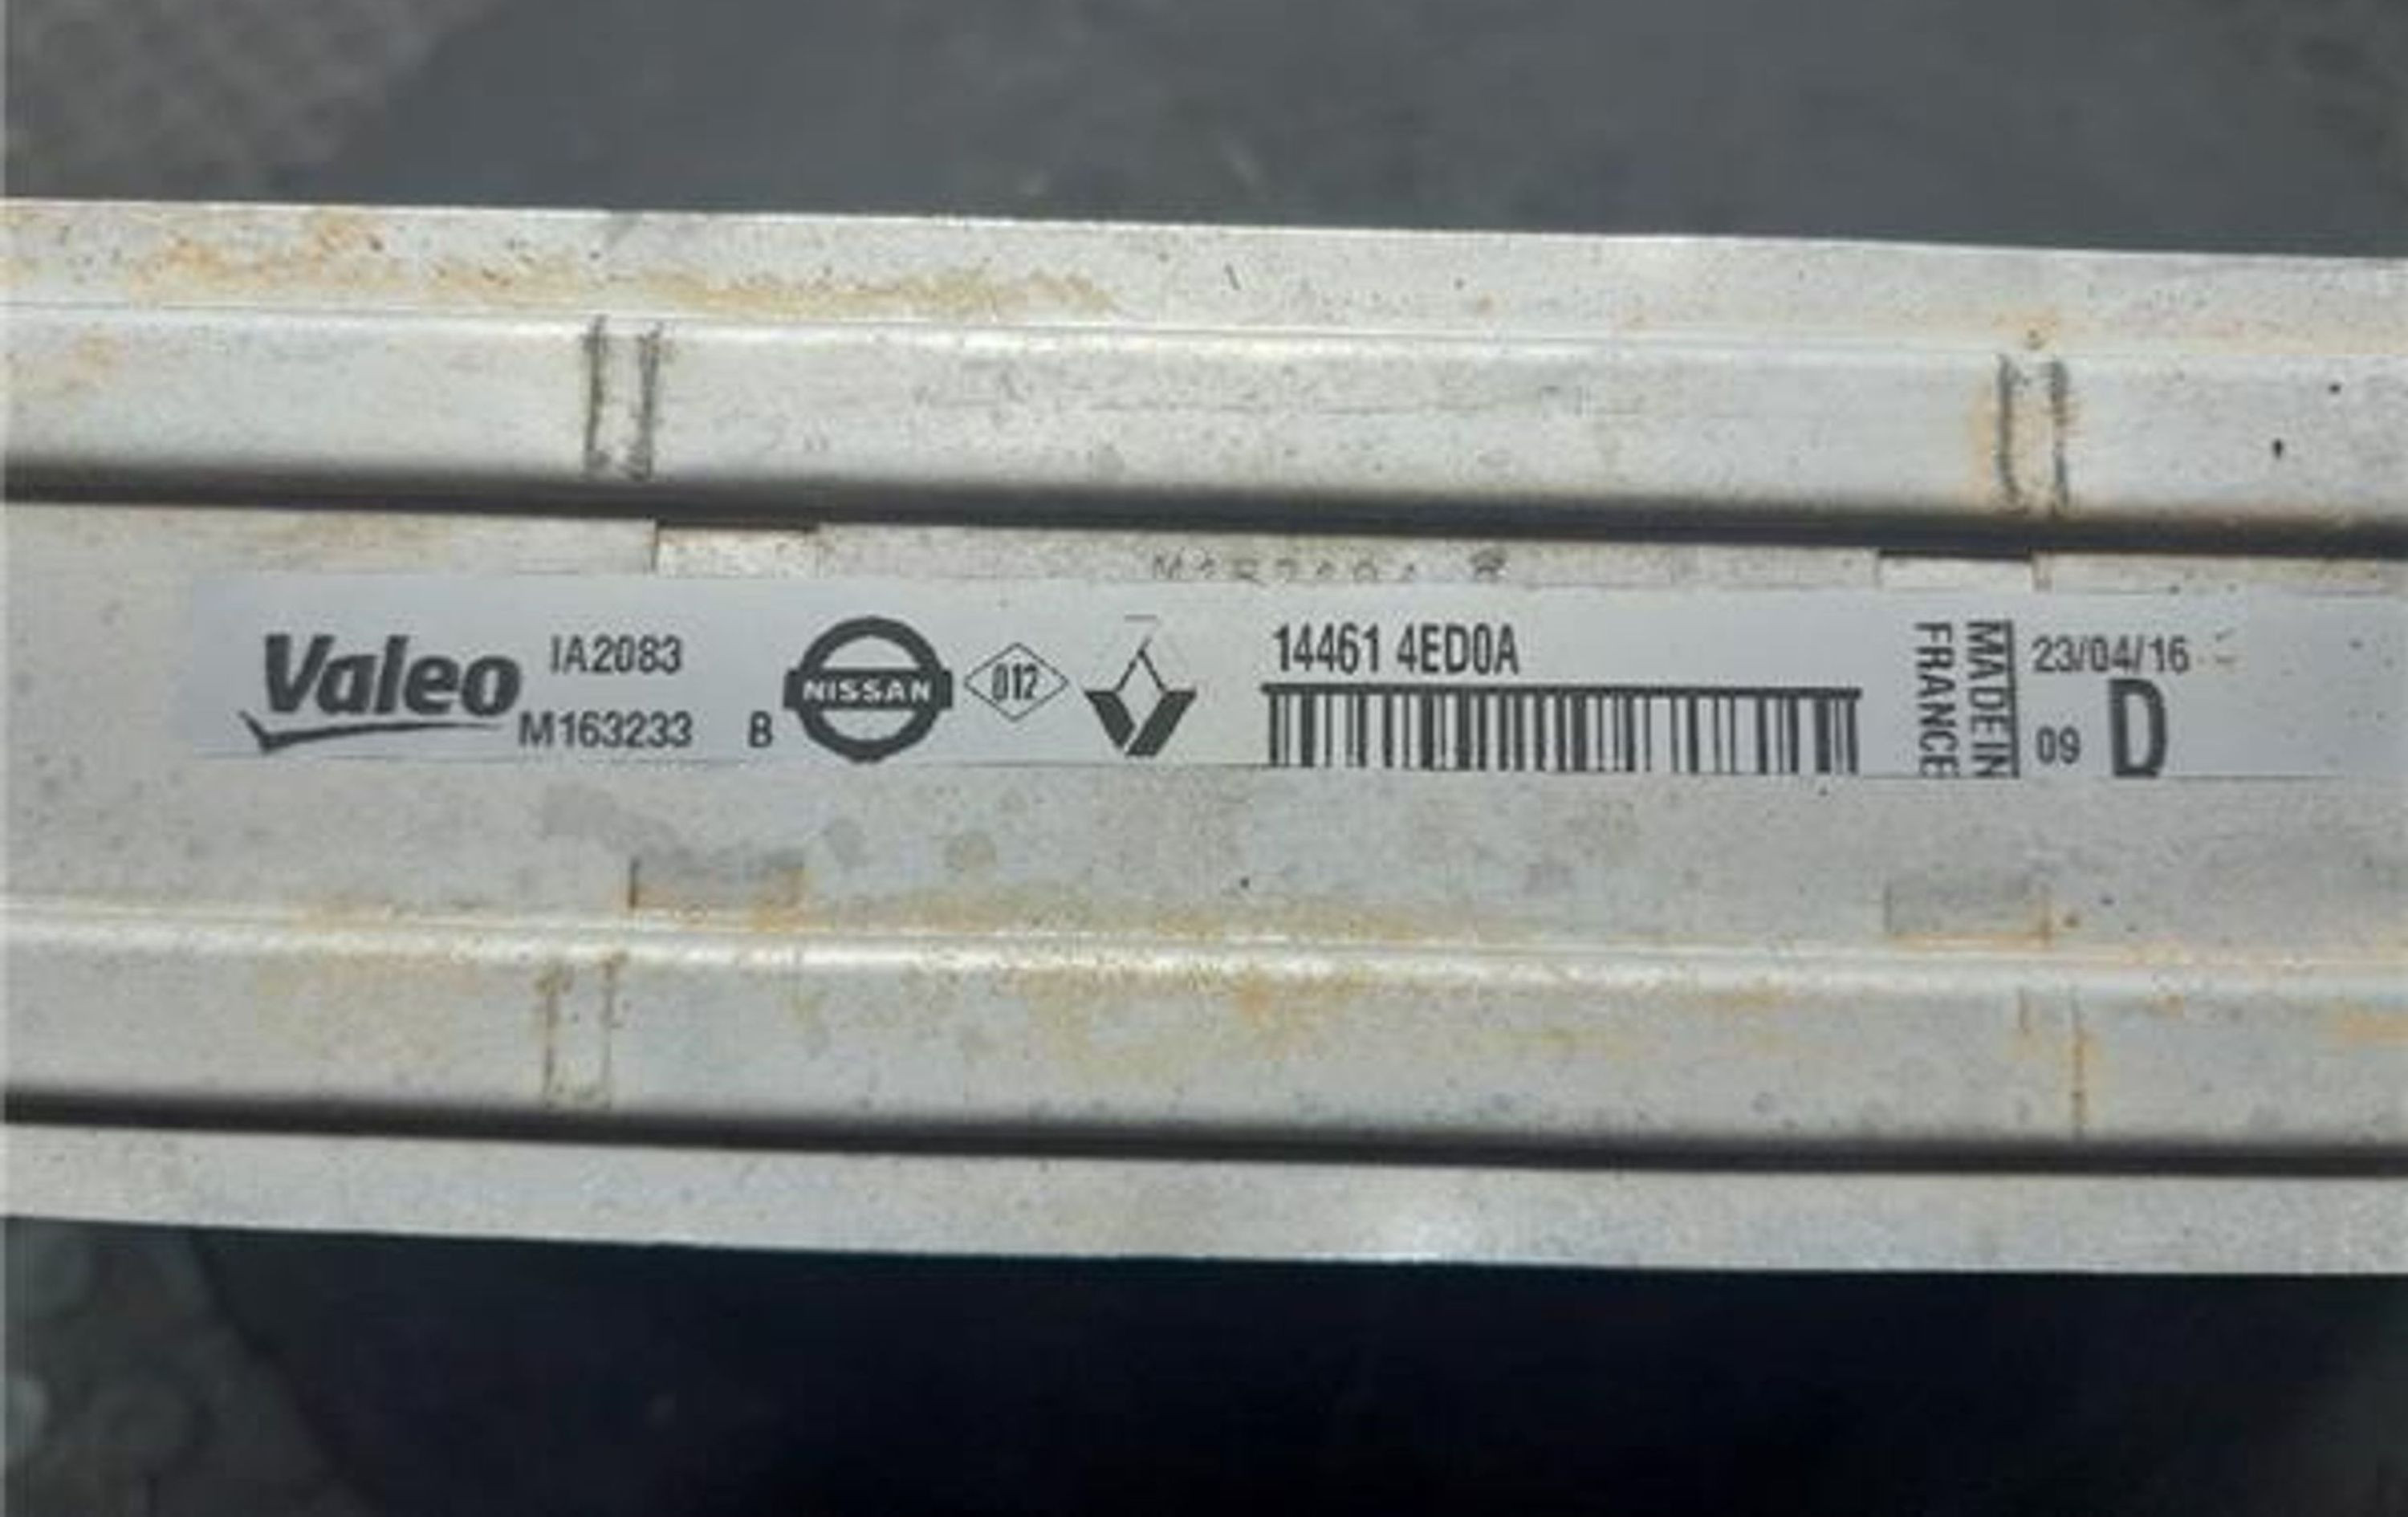 Valeo
IA2083
M163233 B
NISSAN
012
14461 4ED0A
MADE IN
FRANCE
23/04/16
09 D